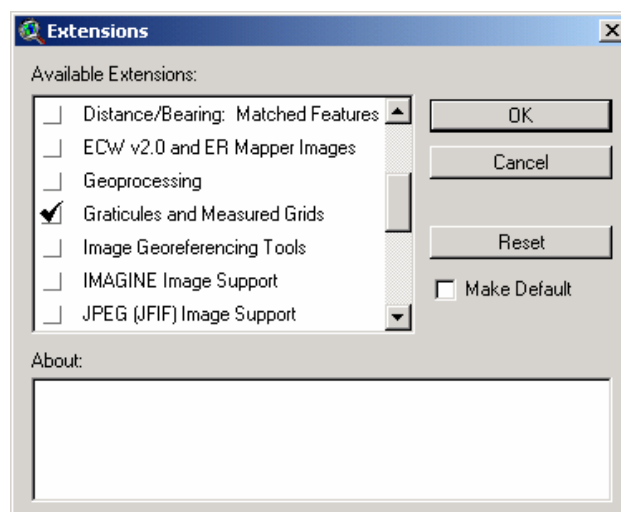 Extensions
Available Extensions:
Distance/Bearing: Matched Features
ECW v2.0 and ER Mapper Images
Geoprocessing
Graticules and Measured Grids
Image Georeferencing Tools
IMAGINE Image Support
JPEG (JFIF) Image Support
OK
Cancel
Reset
Make Default
About: